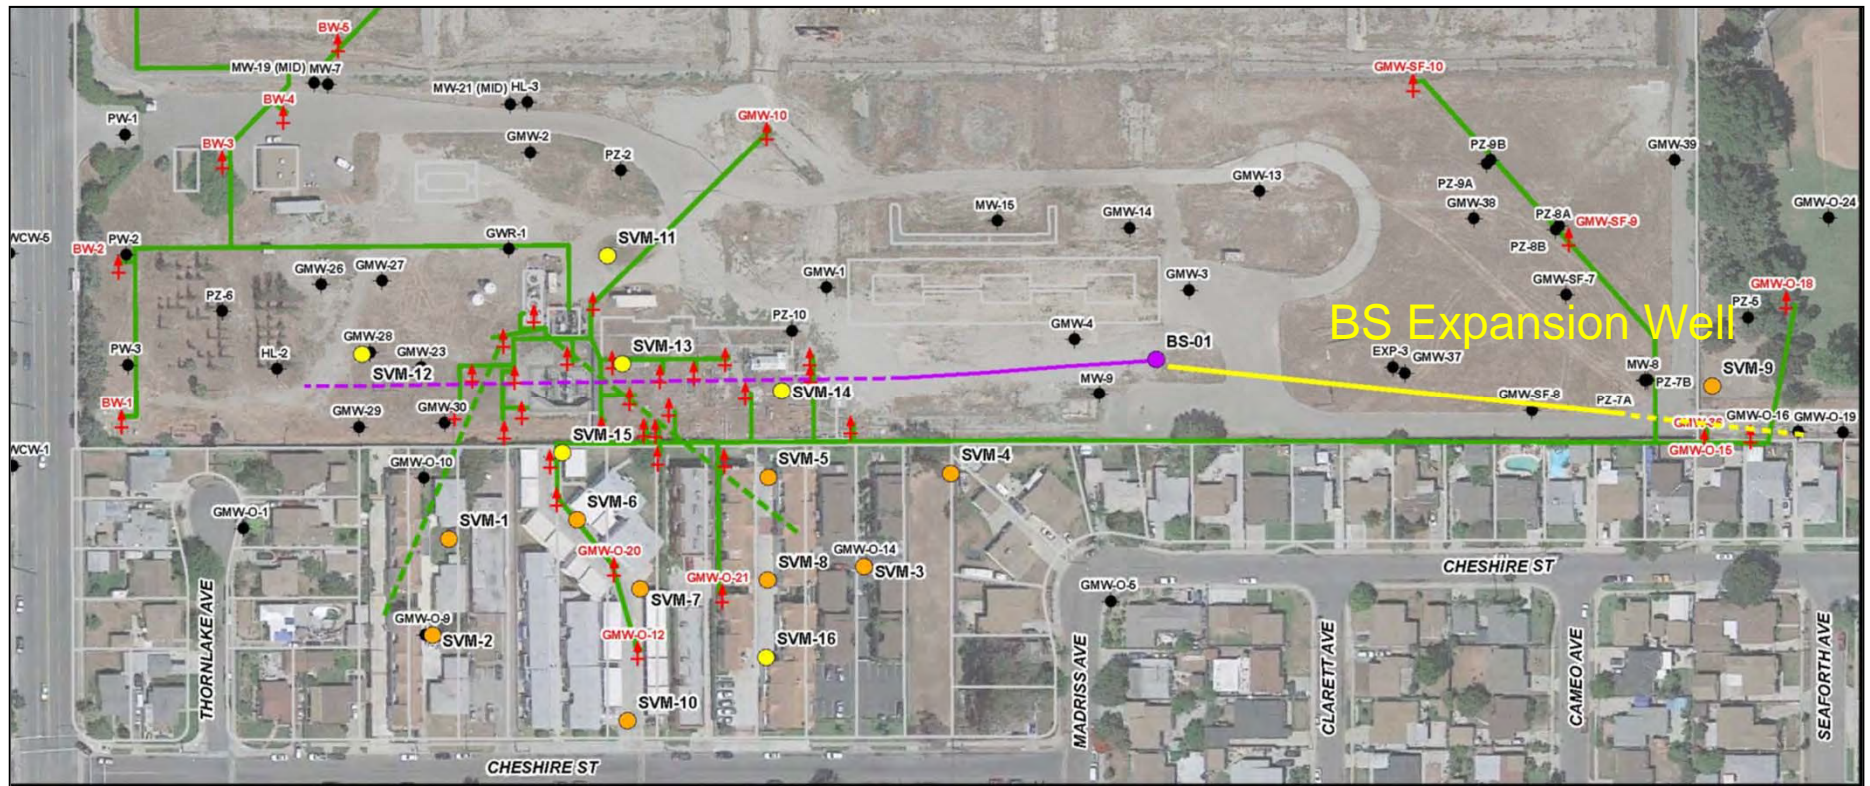 BW-5
MW-19 (MID) MW-7
GMW-SF-10
MW-21 (MID) HL-3
BW-4
PW-1
GMW-10
GMW-2
BW-3
PZ-2
PZ-9B
GMW-39
GMW-13
PZ-9A
MW-15
GMW-14
GMW-38
GMW-O-24
PZ-8A
GMW-SF-9
WCW-5
BW-2
PW-2
GWR-1
SVM-11
PZ-8B
GMW-26
GMW-27
GMW-1
GMW-3
GMW-SF-7
GMW-O-18
PZ-6
PZ-5
BS Expansion Well
PZ-10
GMW-4
GMW-28
PW-3
HL-2
GMW-23
SVM-12
SVM-13
BS-01
EXP-3
GMW-37
MW-8
SVM-9
MW-9
PZ-7B
SVM-14
PZ-7A
GMW-SF-8
BW-1
GMW-29
GMW-30
GMW-36
GMW-O-16
GMW-O-19
SVM-15
WCW-1
GMW-O-15
GMW-O-10
SVM-5
SVM-4
SVM-6
GMW-O-1
SVM-1
GMW-O-20
GMW-O-14
SVM-8
SVM-3
CHESHIRE ST
GMW-O-21
GMW-O-5
SVM-7
GMW-O-9
SVM-2
GMW-O-12
SVM-16
THORNLAKE AVE
MADRISS AVE
CLARETT AVE
CAMEO AVE
SEAFORTH AVE
SVM-10
CHESHIRE ST